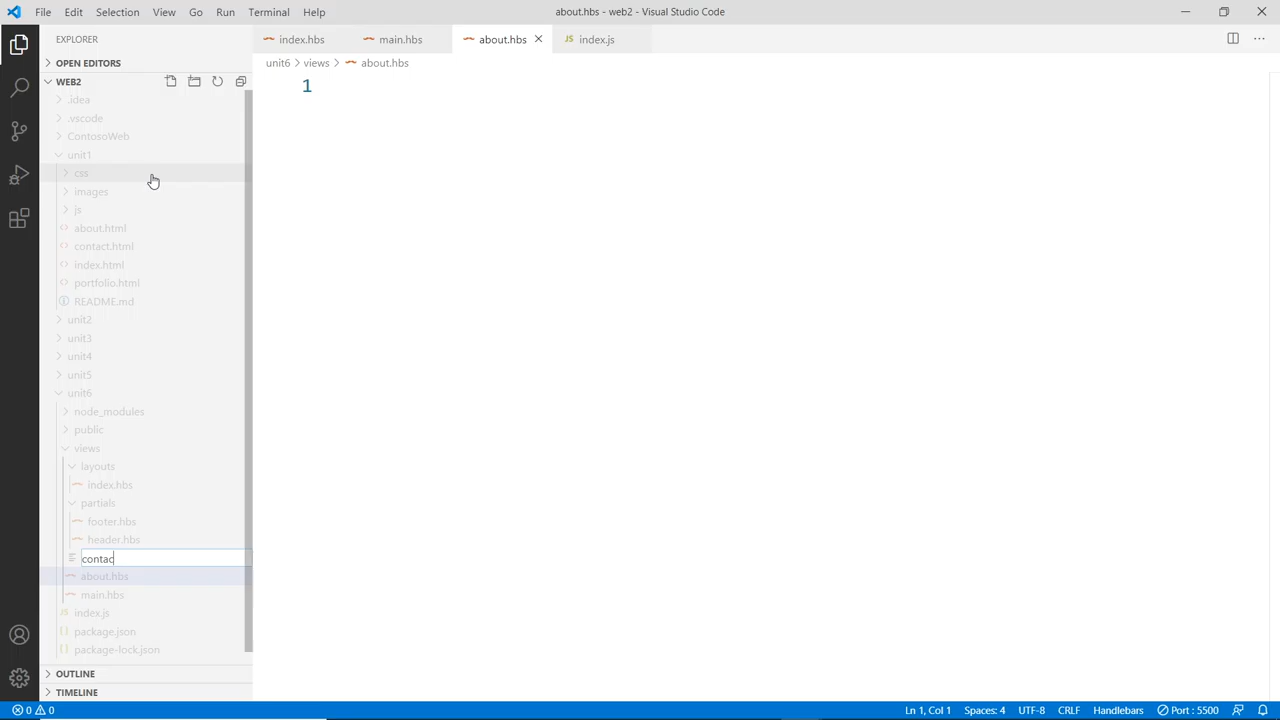 File Edit Selection View Go Run Terminal Help
about.hbs - web2 - Visual Studio Code
EXPLORER
OPEN EDITORS
WEB2
.idea
.vscode
ContosoWeb
unit1
css
images
js
about.html
contact.html
index.html
portfolio.html
README.md
unit2
unit3
unit4
unit5
unit6
node_modules
public
views
layouts
index.hbs
partials
footer.hbs
header.hbs
contac
about.hbs
main.hbs
index.js
package.json
package-lock.json
OUTLINE
TIMELINE
index.hbs main.hbs about.hbs index.js
unit6 > views > about.hbs
1
0 0 Ln 1, Col 1 Spaces: 4 UTF-8 CRLF Handlebars Port : 5500